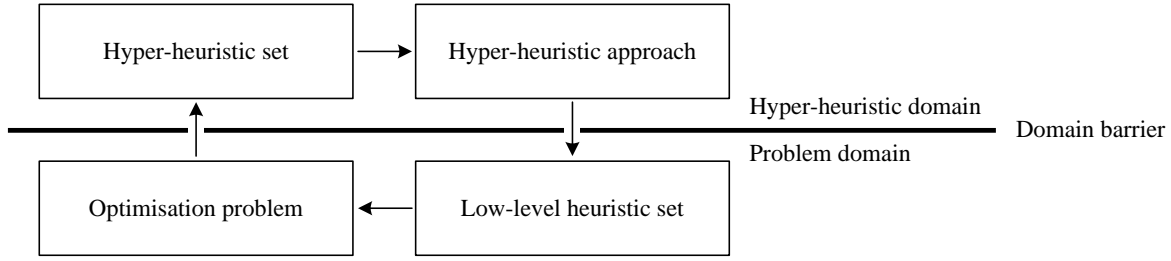 Hyper-heuristic set
Hyper-heuristic approach
Hyper-heuristic domain
Domain barrier
Problem domain
Optimisation problem
Low-level heuristic set